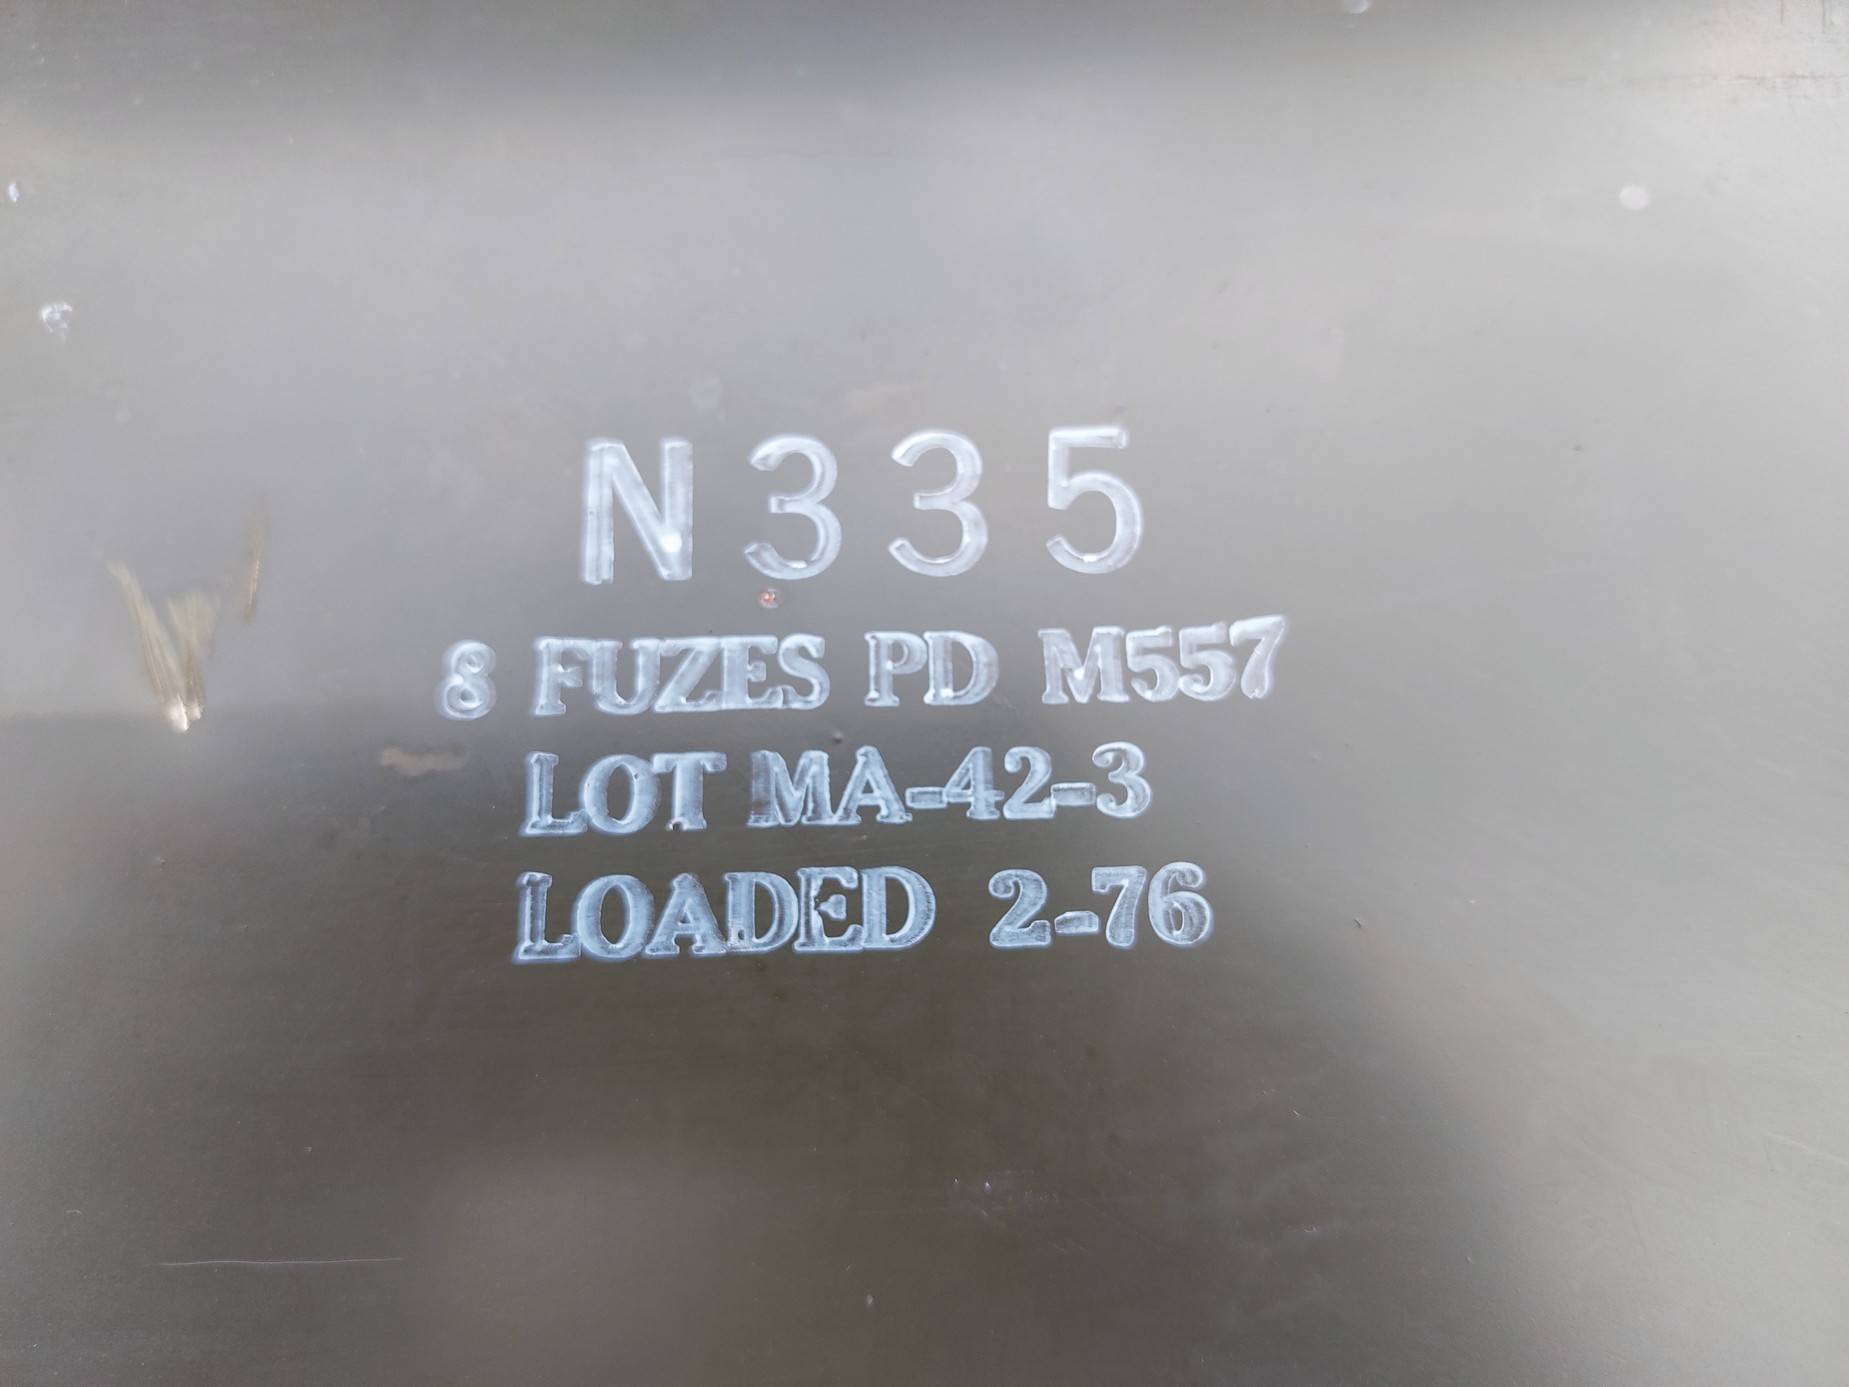 N335
8 FUZES PD M557
LOT MA-42-3
LOADED 2-76